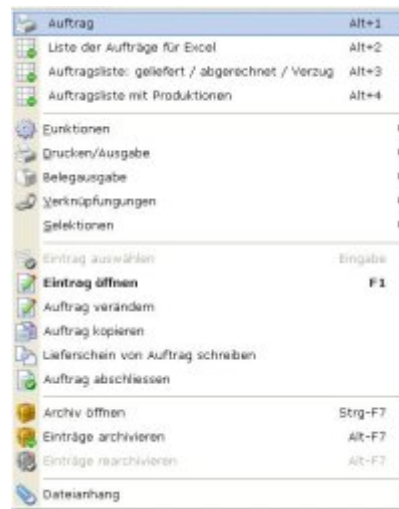 Auftrag Alt+1
Liste der Aufträge für Excel Alt+2
Auftragsliste: geliefert / abgerechnet / Verzug Alt+3
Auftragsliste mit Produktionen Alt+4
Funktionen
Drucken/Ausgabe
Belegausgabe
Verknüpfungungen
Selektionen
Eintrag auswählen Eingabe
Eintrag öffnen F1
Auftrag verändern
Auftrag kopieren
Lieferschein von Auftrag schreiben
Auftrag abschliessen
Archiv öffnen Strg-F7
Einträge archivieren Alt-F7
Einträge rearchivieren Alt-F7
Dateianhang